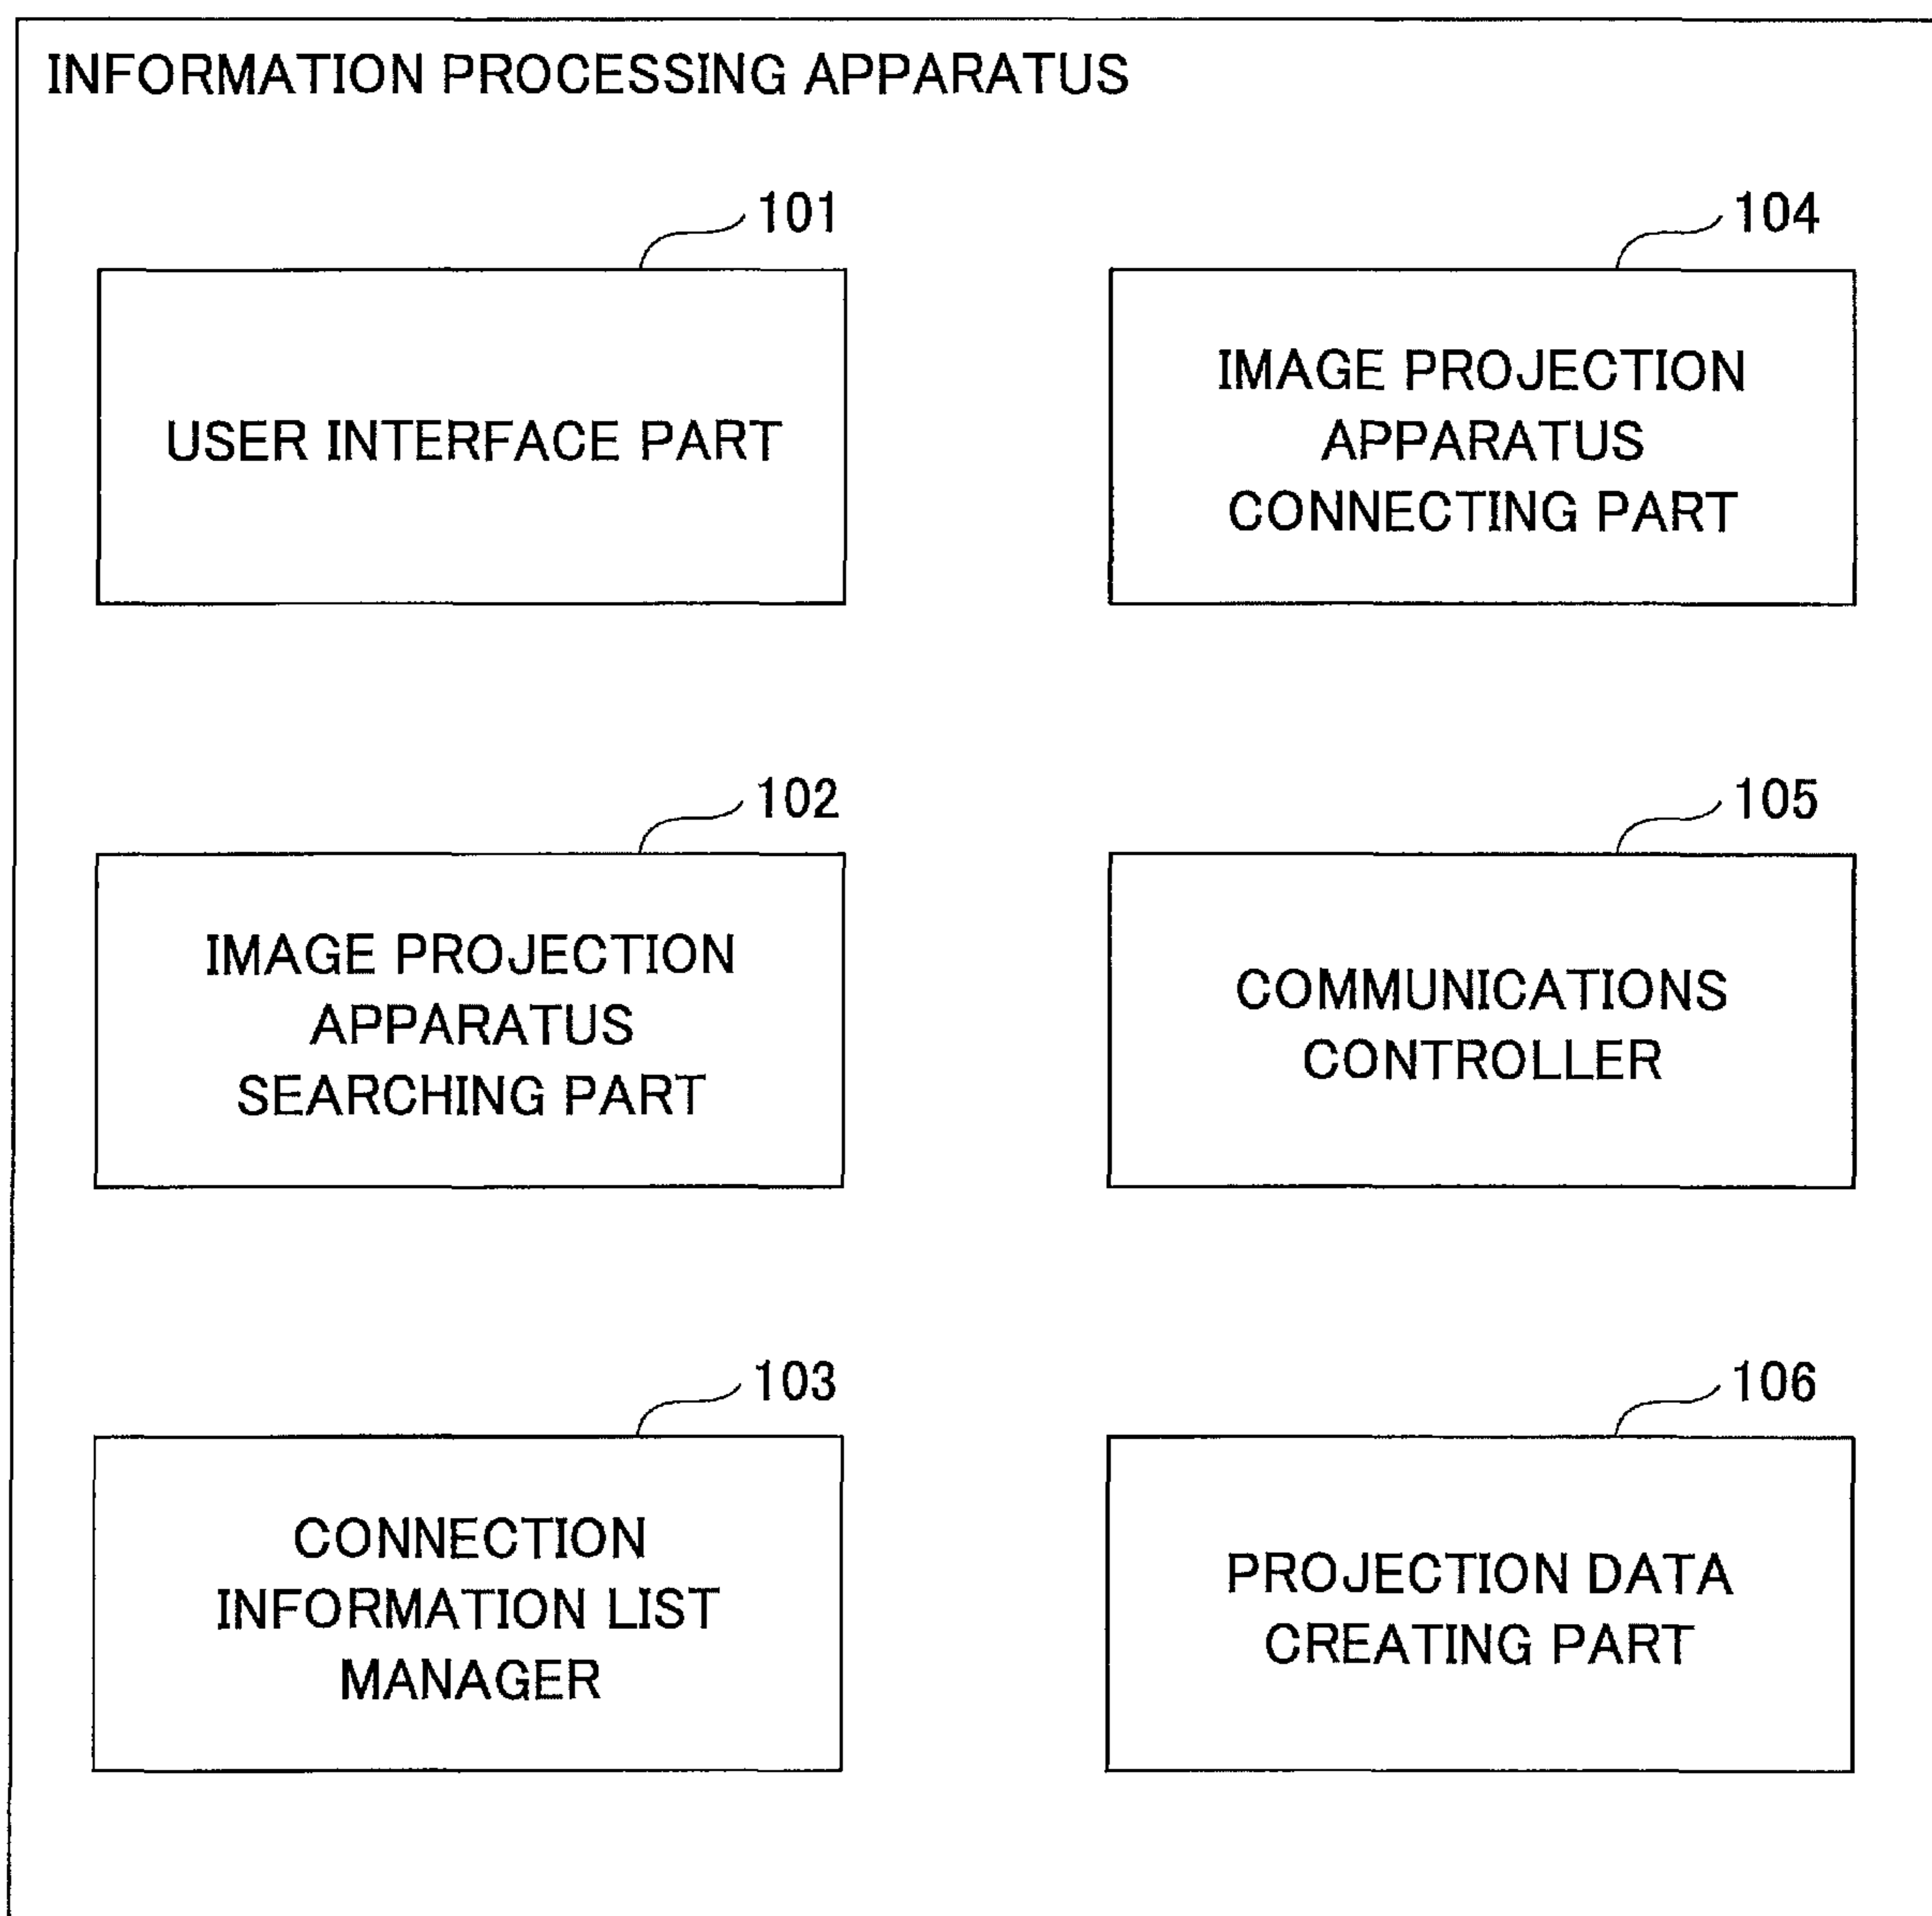 INFORMATION PROCESSING APPARATUS
101
USER INTERFACE PART
104
IMAGE PROJECTION
APPARATUS
CONNECTING PART
102
IMAGE PROJECTION
APPARATUS
SEARCHING PART
105
COMMUNICATIONS
CONTROLLER
103
CONNECTION
INFORMATION LIST
MANAGER
106
PROJECTION DATA
CREATING PART